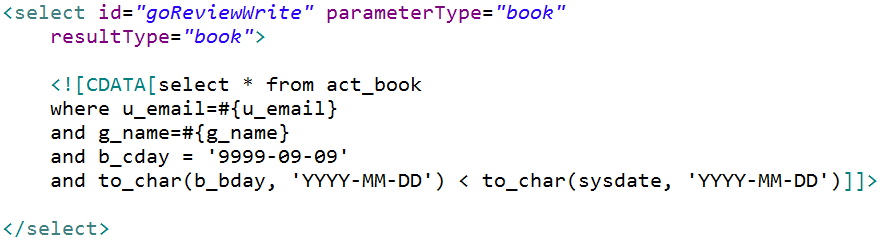 <select id="goReviewWrite" parameterType="book"
    resultType="book">
    <![CDATA[select * from act_book
    where u_email=#{u_email}
    and g_name=#{g_name}
    and b_cday = '9999-09-09'
    and to_char(b_bday, 'YYYY-MM-DD') < to_char(sysdate, 'YYYY-MM-DD')]]>
</select>